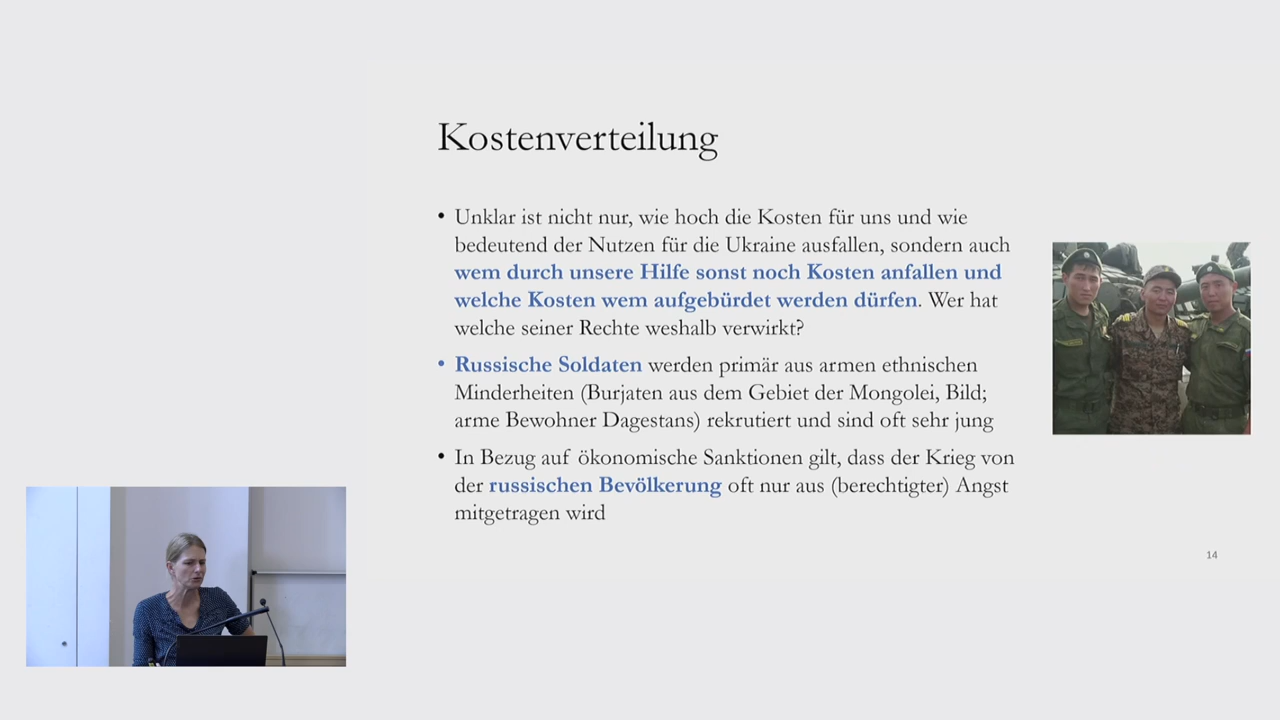 Kostenverteilung
• Unklar ist nicht nur, wie hoch die Kosten für uns und wie
bedeutend der Nutzen für die Ukraine ausfallen, sondern auch
wem durch unsere Hilfe sonst noch Kosten anfallen und
welche Kosten wem aufgebürdet werden dürfen. Wer hat
welche seiner Rechte weshalb verwirkt?
• Russische Soldaten werden primär aus armen ethnischen
Minderheiten (Burjaten aus dem Gebiet der Mongolei, Bild;
arme Bewohner Dagestans) rekrutiert und sind oft sehr jung
• In Bezug auf ökonomische Sanktionen gilt, dass der Krieg von
der russischen Bevölkerung oft nur aus (berechtigter) Angst
mitgetragen wird
14